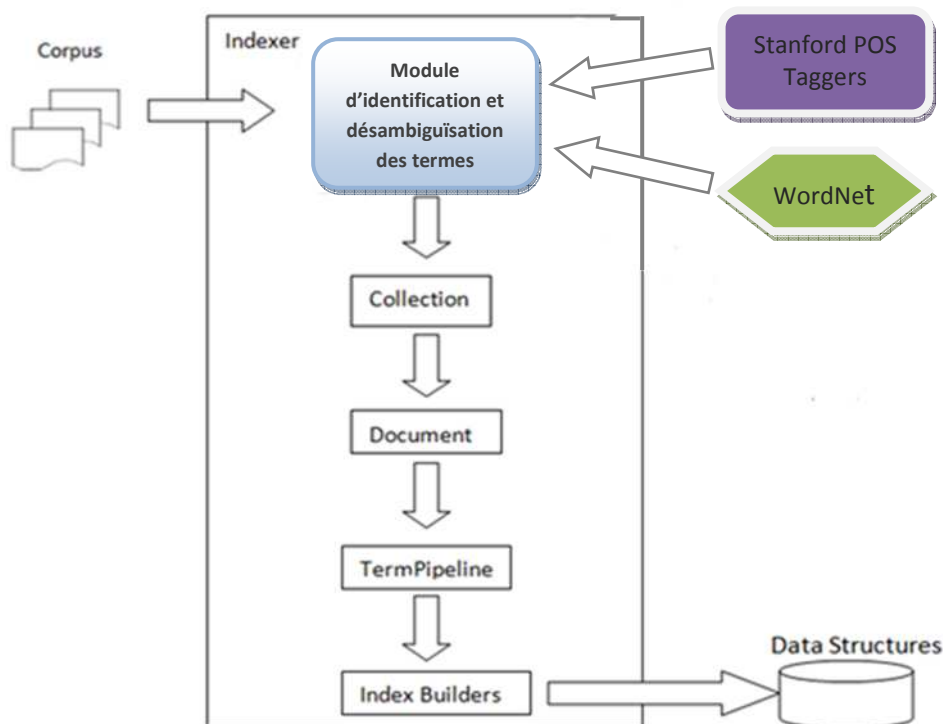 Corpus
Indexer
Module
d'identification et
désambiguïsation
des termes
Stanford POS
Taggers
WordNet
Collection
Document
TermPipeline
Index Builders
Data Structures